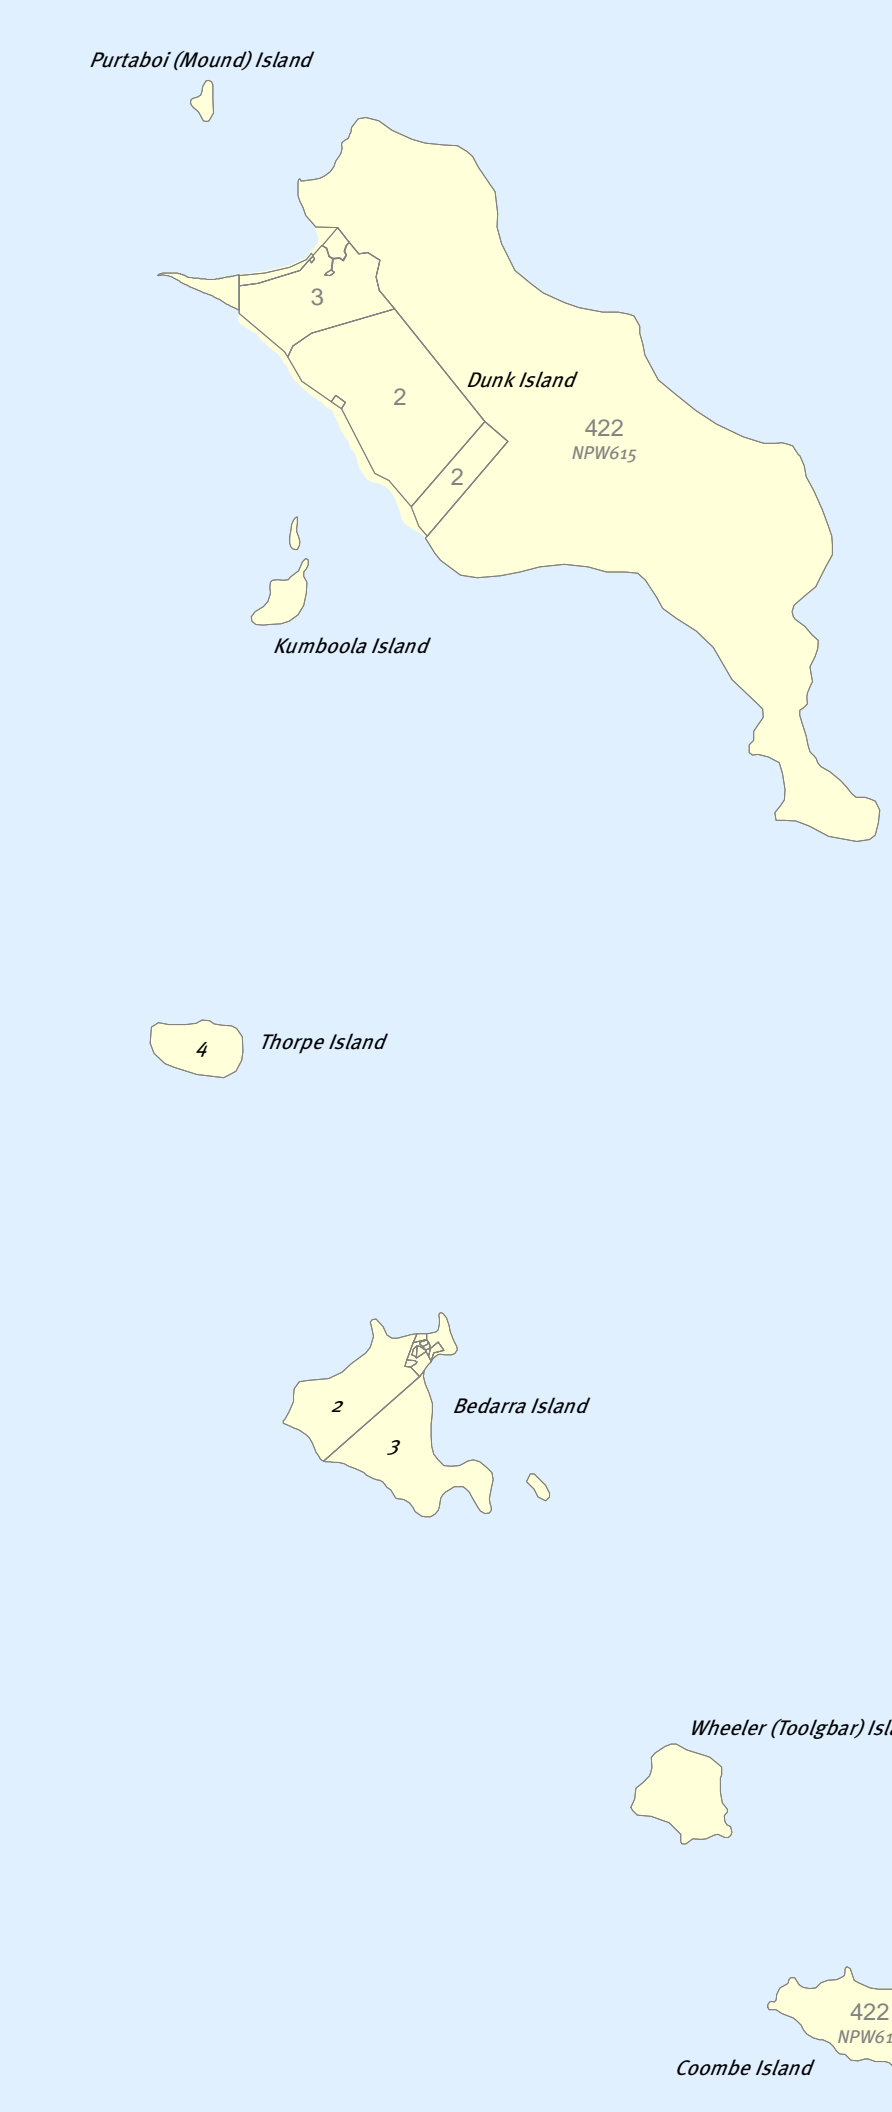 Purtaboi (Mound) Island
3
Dunk Island
2
422
NPW615
2
Kumboola Island
Thorpe Island
4
2
Bedarra Island
3
Wheeler (Toolgbar) Isla
422
NPW61
Coombe Island